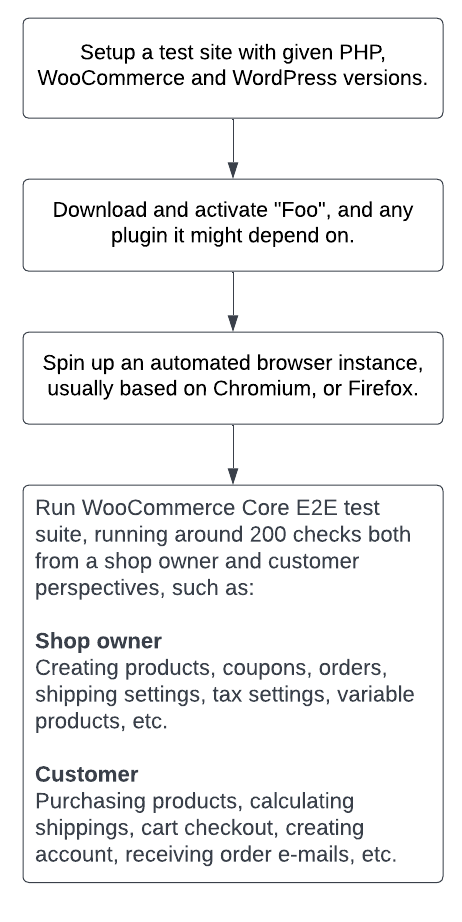 Setup a test site with given PHP,
WooCommerce and WordPress versions.
Download and activate "Foo", and any
plugin it might depend on.
Spin up an automated browser instance,
usually based on Chromium, or Firefox.
Run WooCommerce Core E2E test
suite, running around 200 checks both
from a shop owner and customer
perspectives, such as:
Shop owner
Creating products, coupons, orders,
shipping settings, tax settings, variable
products, etc.
Customer
Purchasing products, calculating
shippings, cart checkout, creating
account, receiving order e-mails, etc.